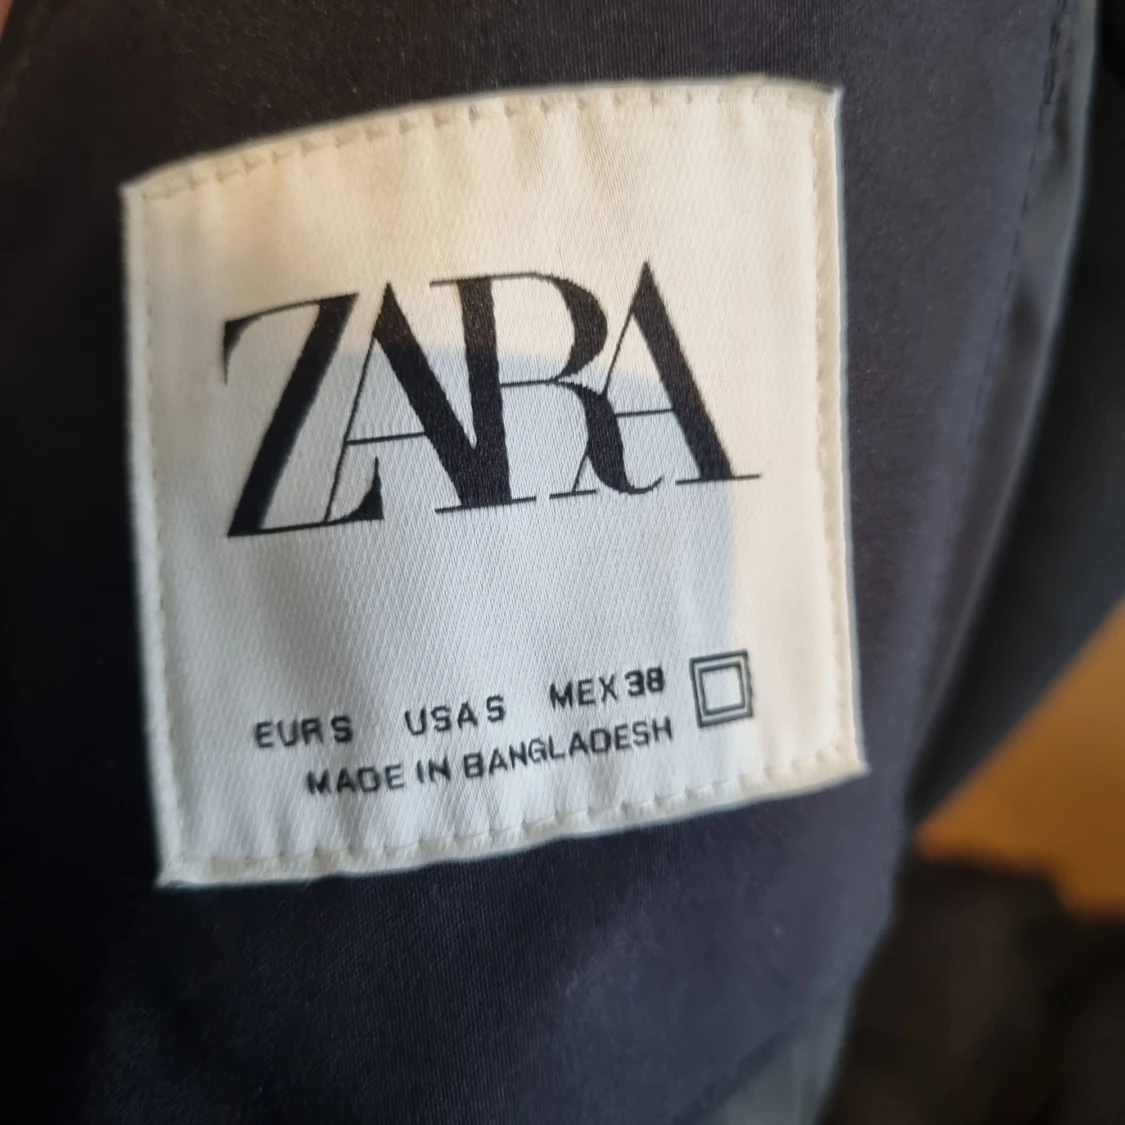 ZARA
EUR S USA S MEX 38
MADE IN BANGLADESH